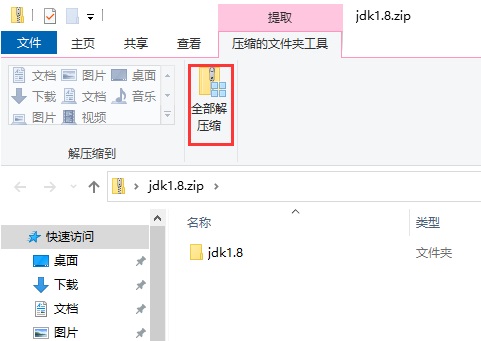 提取
jdk1.8.zip
文件 主页 共享 查看 压缩的文件夹工具
文档 图片 桌面
下载 文档 音乐
图片 视频
全部解
压缩
解压缩到
jdk1.8.zip
名称 类型
快速访问
jdk1.8 文件夹
桌面
下载
文档
图片